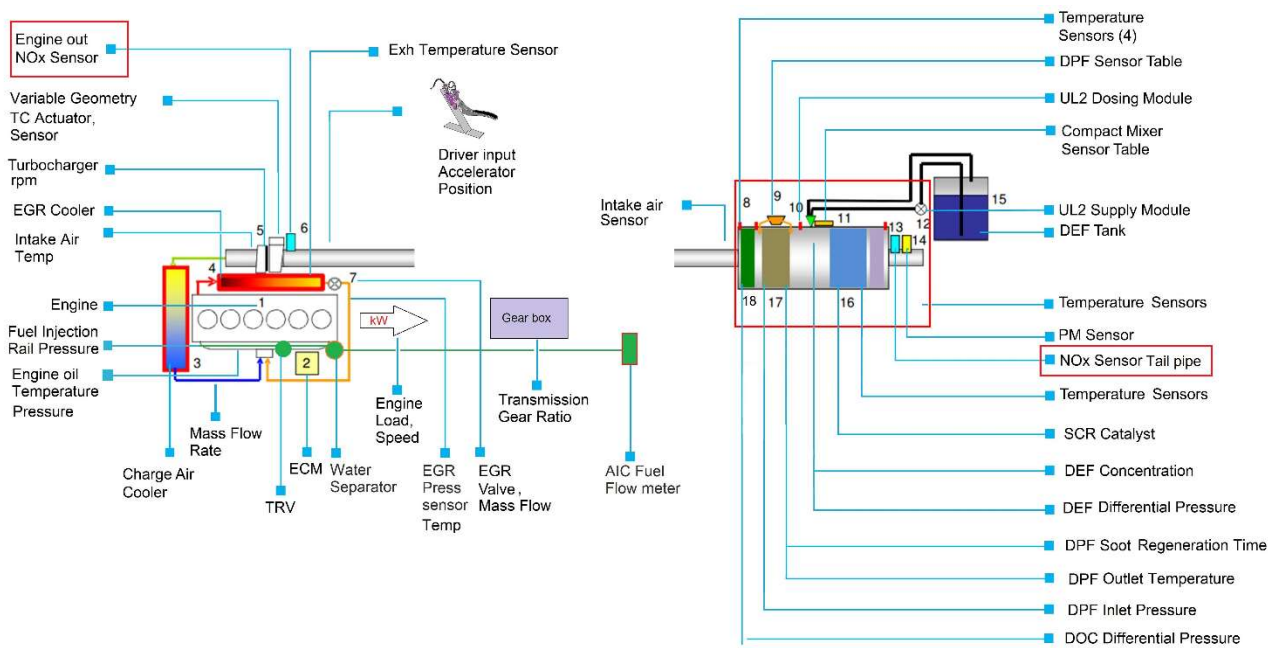 Engine out
NOx Sensor
Exh Temperature Sensor
Variable Geometry
TC Actuator,
Sensor
Driver input
Accelerator
Position
Turbocharger
rpm
EGR Cooler
Intake Air
Temp
5
6
4
7
Engine
1
Fuel Injection
Rail Pressure
kW
Gear box
2
3
Engine oil
Temperature
Pressure
Mass Flow
Rate
Engine
Load,
Speed
Transmission
Gear Ratio
Charge Air
Cooler
TRV
ECM
Water
Separator
EGR
Press
sensor
Temp
EGR
Valve,
Mass Flow
AIC Fuel
Flow meter
Temperature
Sensors (4)
DPF Sensor Table
UL2 Dosing Module
Compact Mixer
Sensor Table
Intake air
Sensor
8
9
10
11
12
13
14
15
UL2 Supply Module
DEF Tank
18
17
16
Temperature Sensors
PM Sensor
NOx Sensor Tail pipe
Temperature Sensors
SCR Catalyst
DEF Concentration
DEF Differential Pressure
DPF Soot Regeneration Time
DPF Outlet Temperature
DPF Inlet Pressure
DOC Differential Pressure